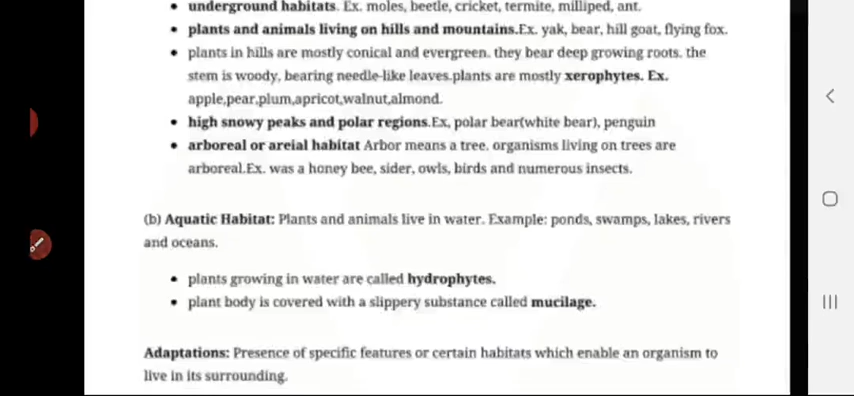 underground habitats. Ex. moles, beetle, cricket, termite, milliped, ant.
plants and animals living on hills and mountains.Ex. yak, bear, hill goat, flying fox.
plants in hills are mostly conical and evergreen. they bear deep growing roots. the
stem is woody, bearing needle-like leaves.plants are mostly xerophytes. Ex.
apple,pear,plum,apricot,walnut,almond.
high snowy peaks and polar regions.Ex, polar bear(white bear), penguin
arboreal or areial habitat Arbor means a tree. organisms living on trees are
arboreal.Ex. was a honey bee, sider, owls, birds and numerous insects.
(b) Aquatic Habitat: Plants and animals live in water. Example: ponds, swamps, lakes, rivers
and oceans.
plants growing in water are called hydrophytes.
plant body is covered with a slippery substance called mucilage.
Adaptations: Presence of specific features or certain habitats which enable an organism to
live in its surrounding.